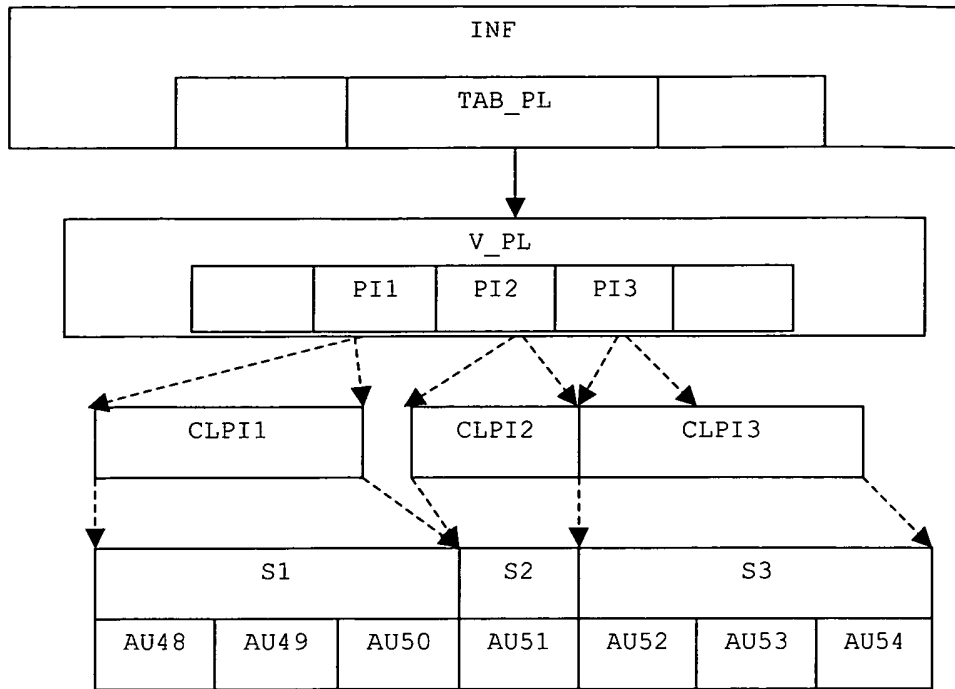 INF
TAB_PL
V_PL
PI1 PI2 PI3
CLPI1 CLPI2 CLPI3
S1 S2 S3
AU48 AU49 AU50 AU51 AU52 AU53 AU54